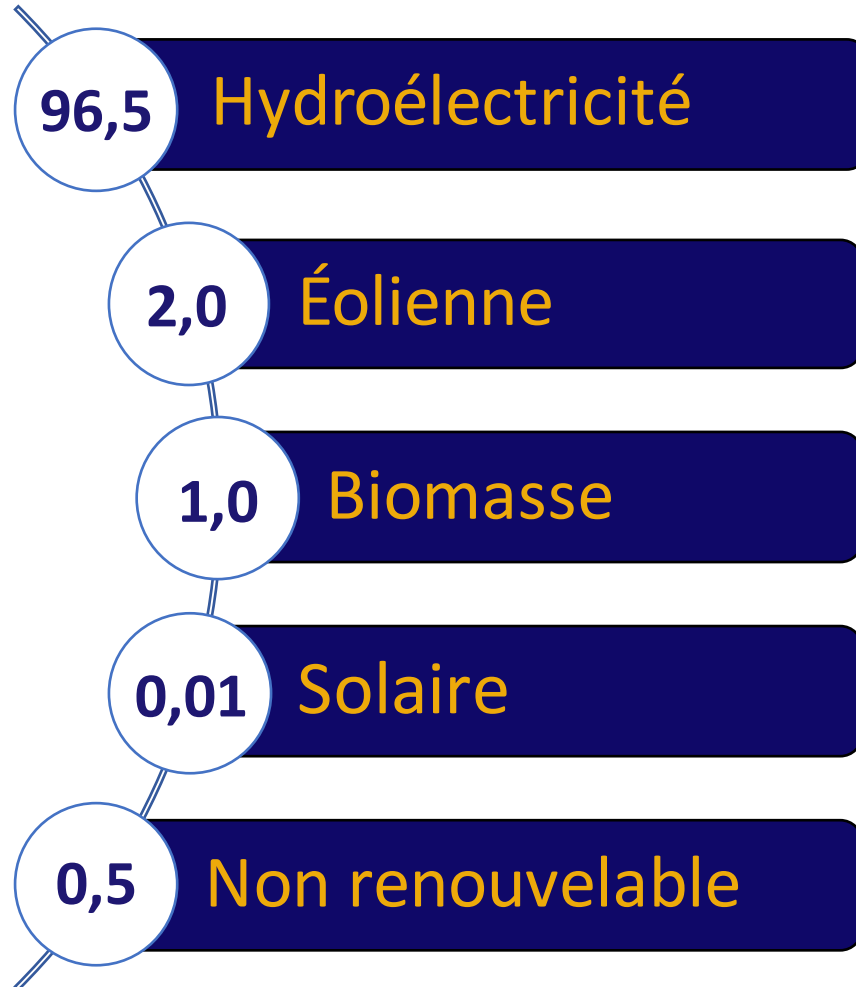 96,5 Hydroélectricité
2,0 Éolienne
1,0 Biomasse
0,01 Solaire
0,5 Non renouvelable